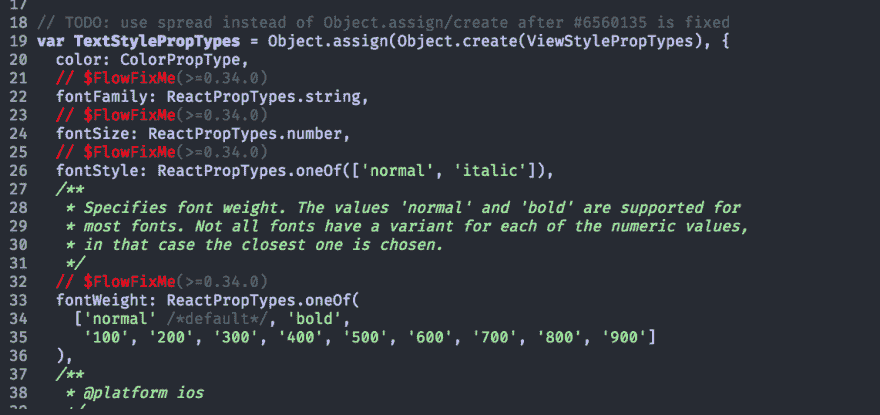 17
18 // TODO: use spread instead of Object.assign/create after #6560135 is fixed
19 var TextStylePropTypes = Object.assign(Object.create(ViewStylePropTypes), {
20   color: ColorPropType,
21   // $FlowFixMe(>=0.34.0)
22   fontFamily: ReactPropTypes.string,
23   // $FlowFixMe(>=0.34.0)
24   fontSize: ReactPropTypes.number,
25   // $FlowFixMe(>=0.34.0)
26   fontStyle: ReactPropTypes.oneOf(['normal', 'italic']),
27   /**
28    * Specifies font weight. The values 'normal' and 'bold' are supported for
29    * most fonts. Not all fonts have a variant for each of the numeric values,
30    * in that case the closest one is chosen.
31    */
32   // $FlowFixMe(>=0.34.0)
33   fontWeight: ReactPropTypes.oneOf(
34     ['normal' /*default*/, 'bold',
35      '100', '200', '300', '400', '500', '600', '700', '800', '900']
36   ),
37   /**
38    * @platform ios
39    */